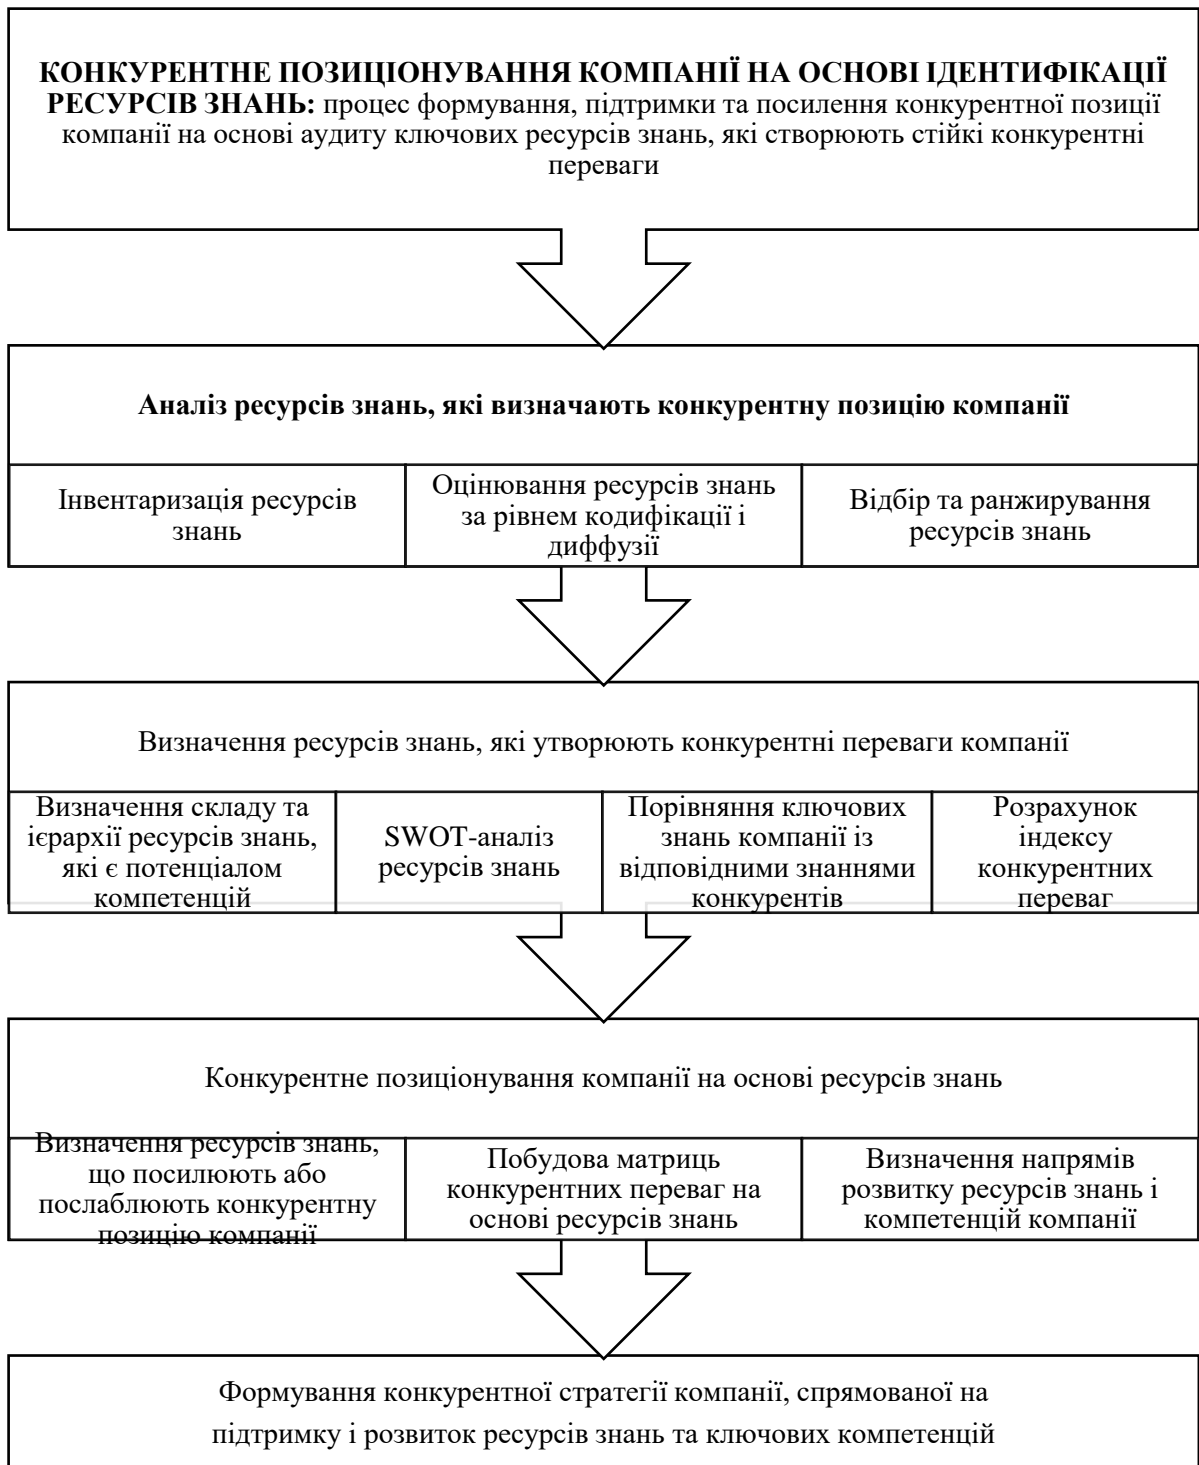 КОНКУРЕНТНЕ ПОЗИЦІОНУВАННЯ КОМПАНІЇ НА ОСНОВІ ІДЕНТИФІКАЦІЇ
РЕСУРСІВ ЗНАНЬ: процес формування, підтримки та посилення конкурентної позиції
компанії на основі аудиту ключових ресурсів знань, які створюють стійкі конкурентні
переваги
Аналіз ресурсів знань, які визначають конкурентну позицію компанії
Інвентаризація ресурсів
знань
Оцінювання ресурсів знань
за рівнем кодифікації і
диффузії
Відбір та ранжирування
ресурсів знань
Визначення ресурсів знань, які утворюють конкурентні переваги компанії
Визначення складу та
ієрархії ресурсів знань,
які є потенціалом
компетенцій
SWOT-аналіз
ресурсів знань
Порівняння ключових
знань компанії із
відповідними знаннями
конкурентів
Розрахунок
індексу
конкурентних
переваг
Конкурентне позиціонування компанії на основі ресурсів знань
Визначення ресурсів знань,
що посилюють або
послаблюють конкурентну
позицію компанії
Побудова матриць
конкурентних переваг на
основі ресурсів знань
Визначення напрямів
розвитку ресурсів знань і
компетенцій компанії
Формування конкурентної стратегії компанії, спрямованої на
підтримку і розвиток ресурсів знань та ключових компетенцій